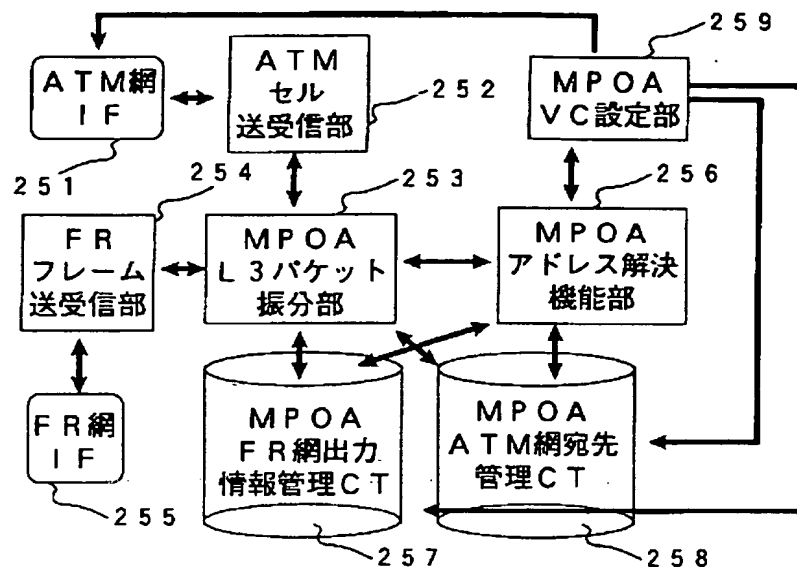 ATM網
IF
251
ATM
セル
送受信部
252
MPOA
VC設定部
259
FR
フレーム
送受信部
254
MPOA
L3パケット
振分部
253
MPOA
アドレス解決
機能部
256
FR網
IF
255
MPOA
FR網出力
情報管理CT
257
MPOA
ATM網宛先
管理CT
258